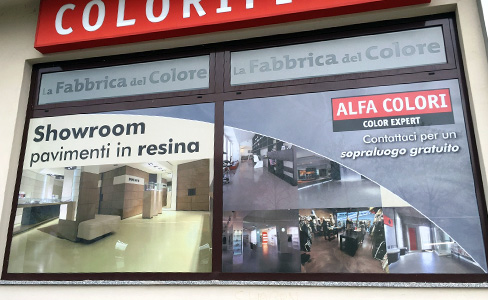 La Fabbrica del Colore
La Fabbrica del Colore
Showroom
pavimenti in resina
ALFA COLORI
COLOR EXPERT
Contattaci per un
sopraluogo gratuito